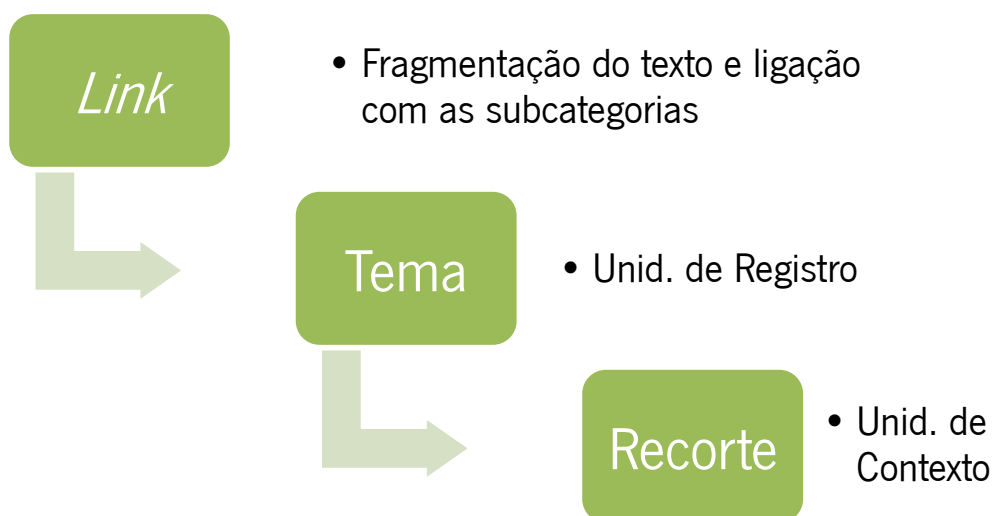 Link
• Fragmentação do texto e ligação
com as subcategorias
Tema
• Unid. de Registro
Recorte
• Unid. de
Contexto